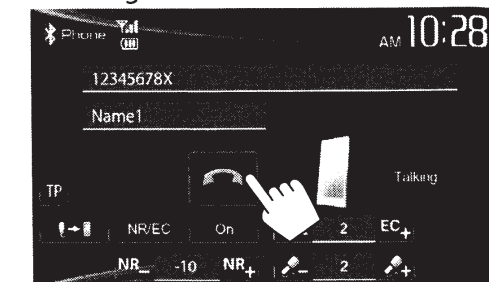 Phone AM 10:28
12345678X
Name1
Talking
TP
NR/EC On 2 EC+
NR- -10 NR+ 2 +